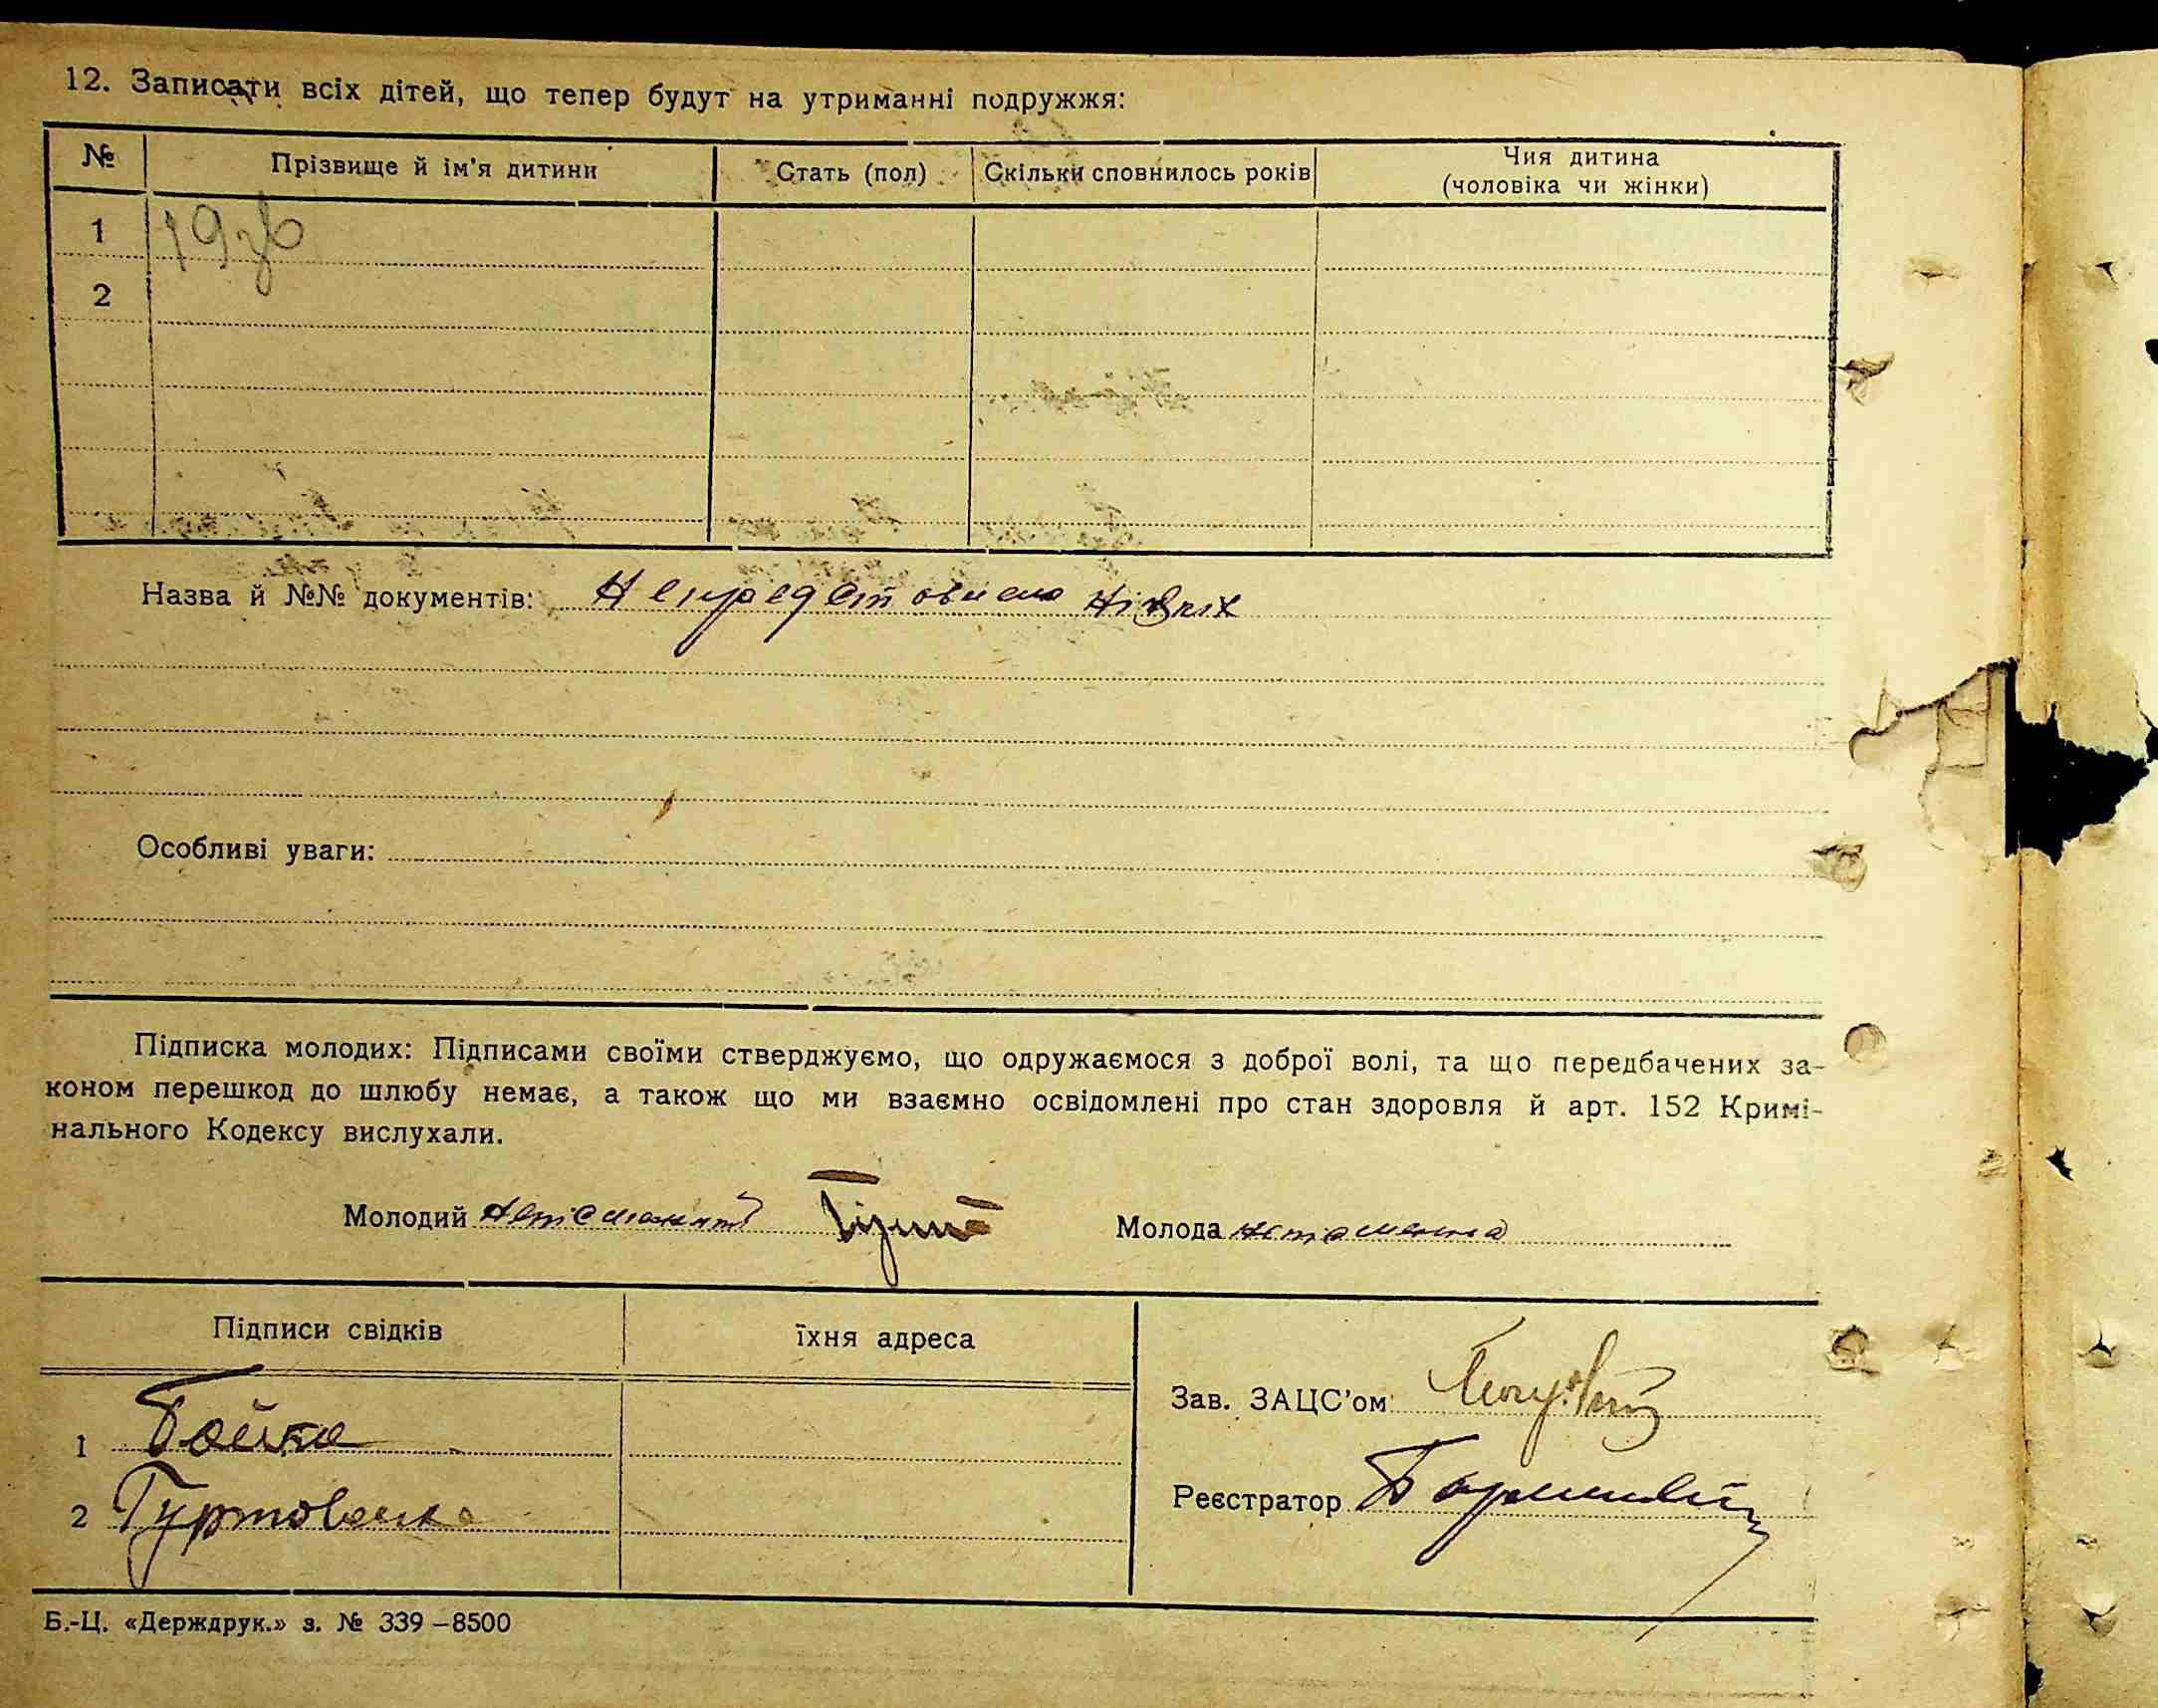 12. Записати всіх дітей, що тепер будут на утриманні подружжя:
№ Прізвище й ім'я дитини Стать (пол) Скільки сповнилось років Чия дитина
(чоловіка чи жінки)
1
2
Назва й №№ документів:
Особливі уваги:
Підписка молодих: Підписами своїми стверджуємо, що одружаємося з доброї волі, та що передбачених за-
коном перешкод до шлюбу немає, а також що ми взаємно освідомлені про стан здоровля й арт. 152 Кримі-
нального Кодексу вислухали.
Молодий Молода
Підписи свідків їхня адреса
Зав. ЗАЦС'ом
1 Бойко
Реєстратор
2
Б.-Ц. «Держдрук.» з. № 339-8500